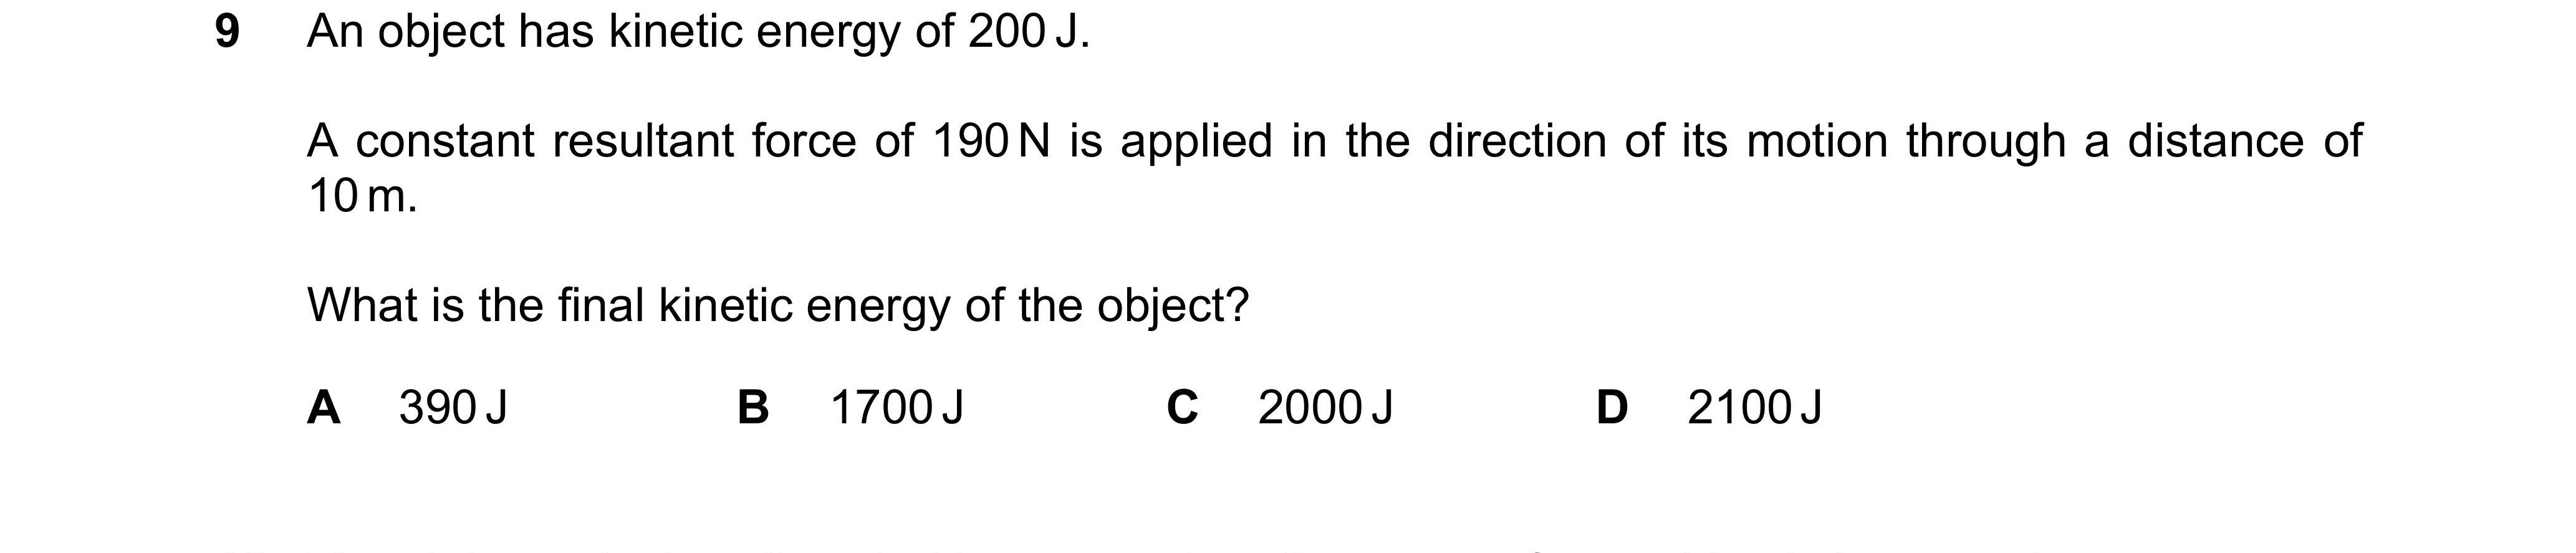 9 An object has kinetic energy of 200 J.
A constant resultant force of 190 N is applied in the direction of its motion through a distance of
10 m.
What is the final kinetic energy of the object?
A 390 J B 1700 J C 2000 J D 2100 J